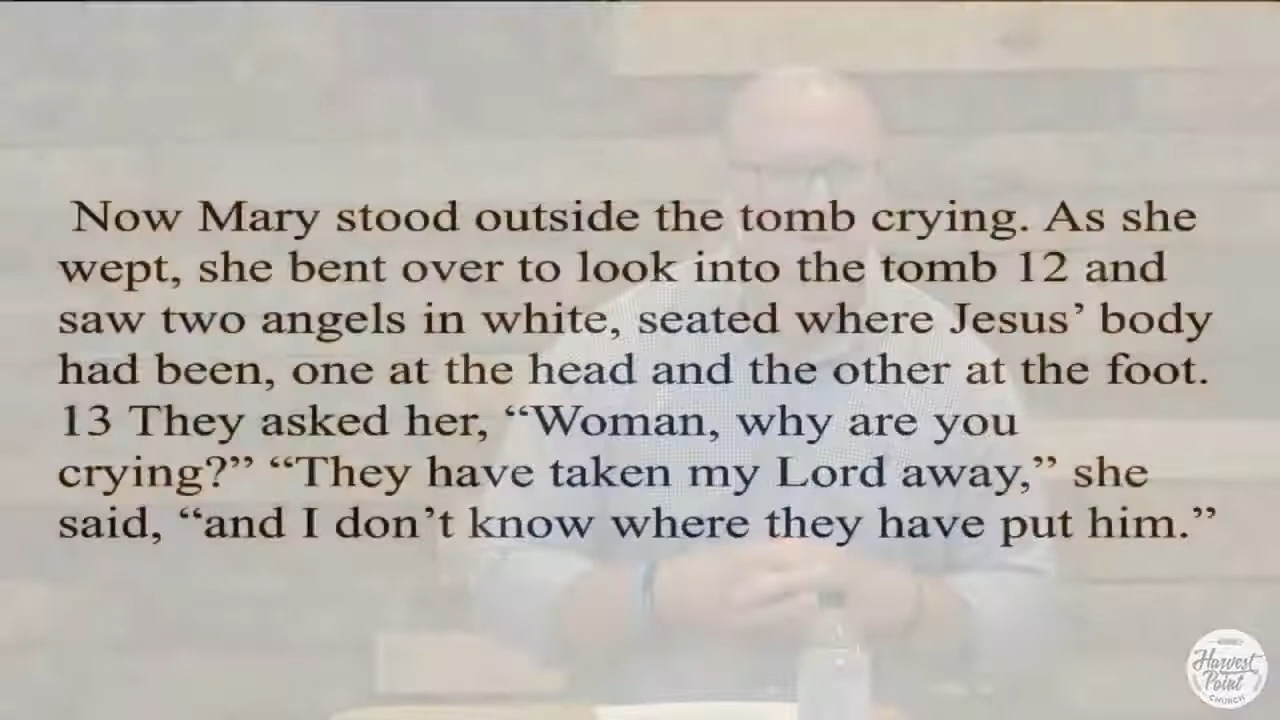 Now Mary stood outside the tomb crying. As she
wept, she bent over to look into the tomb 12 and
saw two angels in white, seated where Jesus’ body
had been, one at the head and the other at the foot.
13 They asked her, “Woman, why are you
crying?” “They have taken my Lord away,” she
said, “and I don’t know where they have put him.”
Harvest
Point
CHURCH